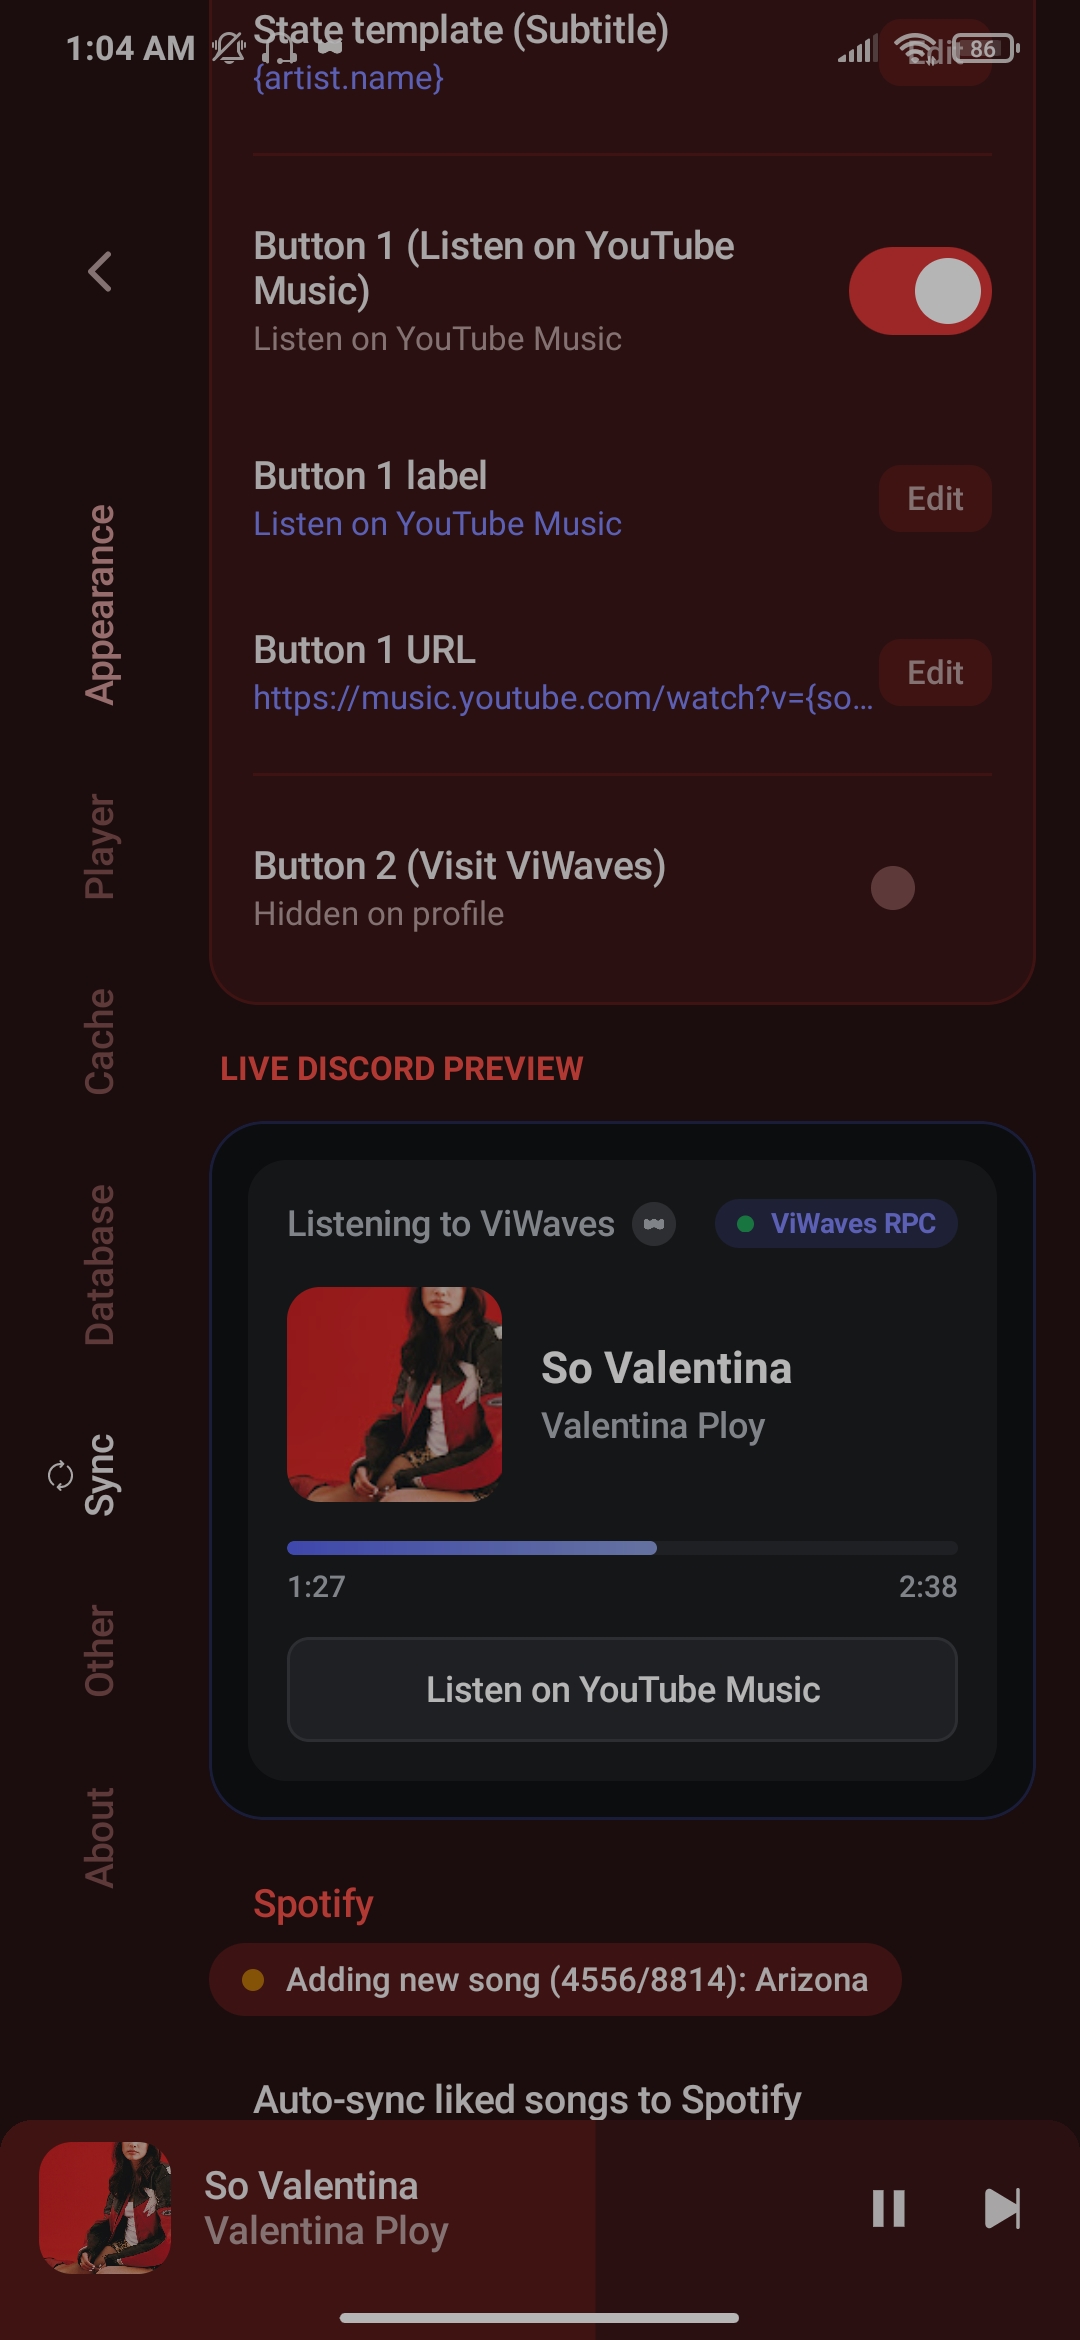 State template (Subtitle)
1:04 AM
Edit
86
{artist.name}
Button 1 (Listen on YouTube
Music)
Listen on YouTube Music
Button 1 label
Listen on YouTube Music
Edit
Button 1 URL
https://music.youtube.com/watch?v={so...
Edit
Button 2 (Visit ViWaves)
Hidden on profile
Appearance
Player
Cache
Database
Sync
Other
About
LIVE DISCORD PREVIEW
Listening to ViWaves
ViWaves RPC
So Valentina
Valentina Ploy
1:27
2:38
Listen on YouTube Music
Spotify
Adding new song (4556/8814): Arizona
Auto-sync liked songs to Spotify
So Valentina
Valentina Ploy